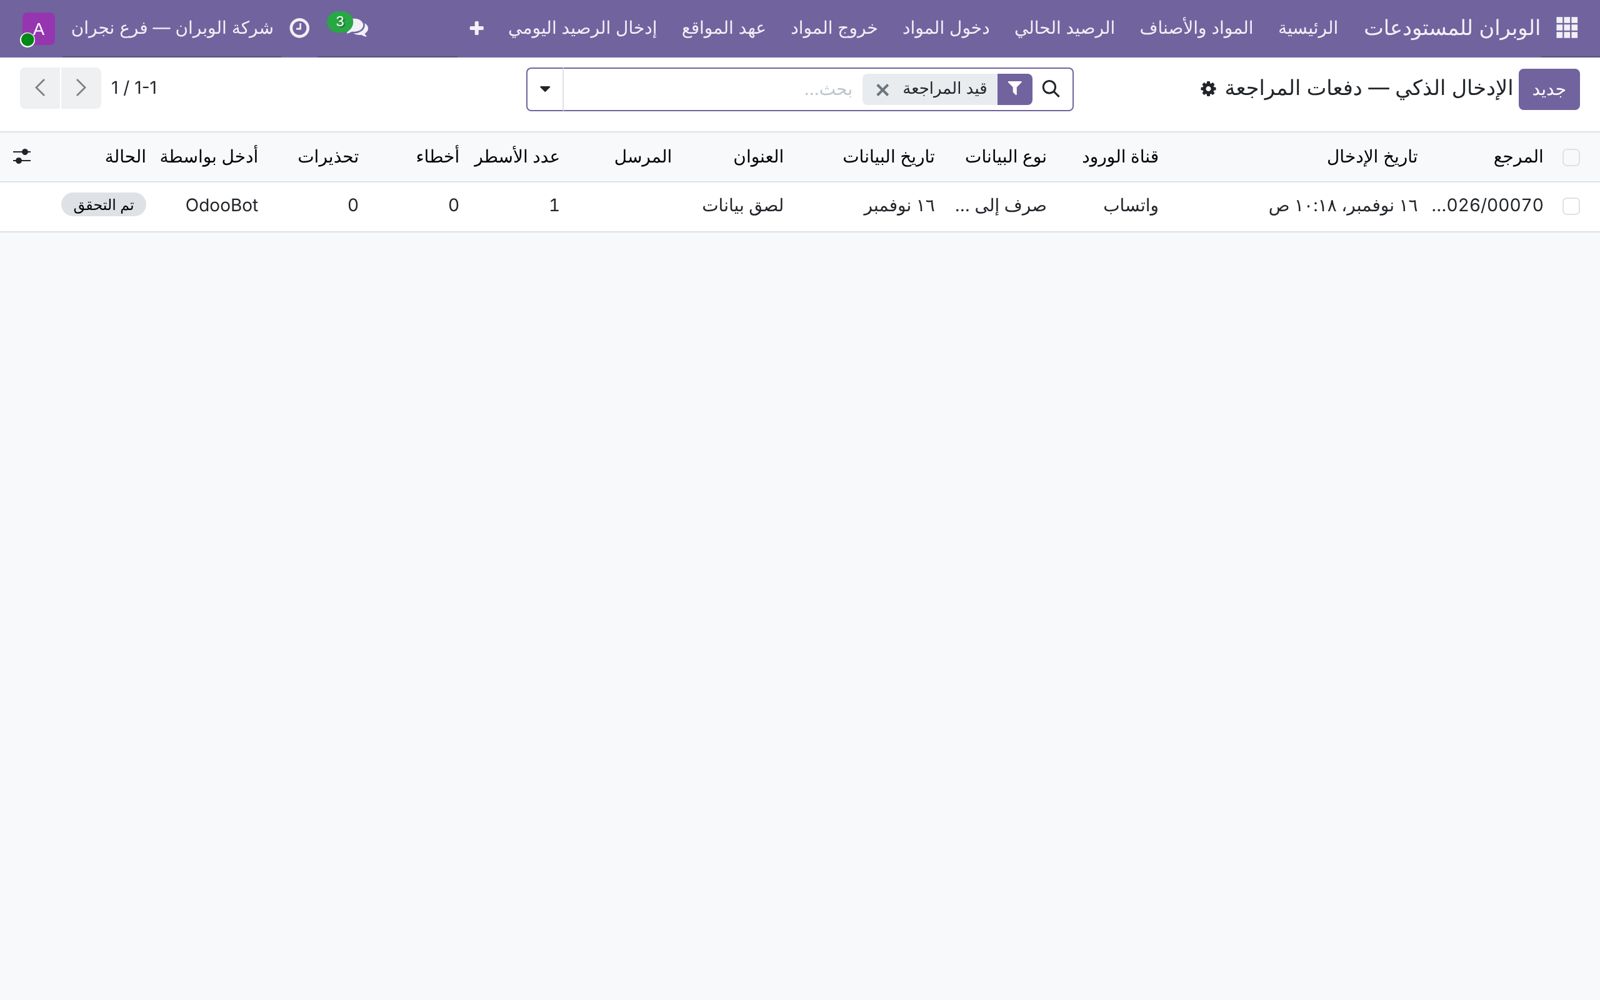 الوبران للمستودعات الرئيسية المواد والأصناف الرصيد الحالي دخول المواد خروج المواد عهد المواقع إدخال الرصيد اليومي 3 شركة الوبران — فرع نجران A
جديد الإدخال الذكي — دفعات المراجعة قيد المراجعة بحث... 1-1 / 1
المرجع تاريخ الإدخال قناة الورود نوع البيانات تاريخ البيانات العنوان المرسل عدد الأسطر أخطاء تحذيرات أدخل بواسطة الحالة
...026/00070 ١٦ نوفمبر، ١٠:١٨ ص واتساب صرف إلى ... ١٦ نوفمبر لصق بيانات 1 0 0 OdooBot تم التحقق